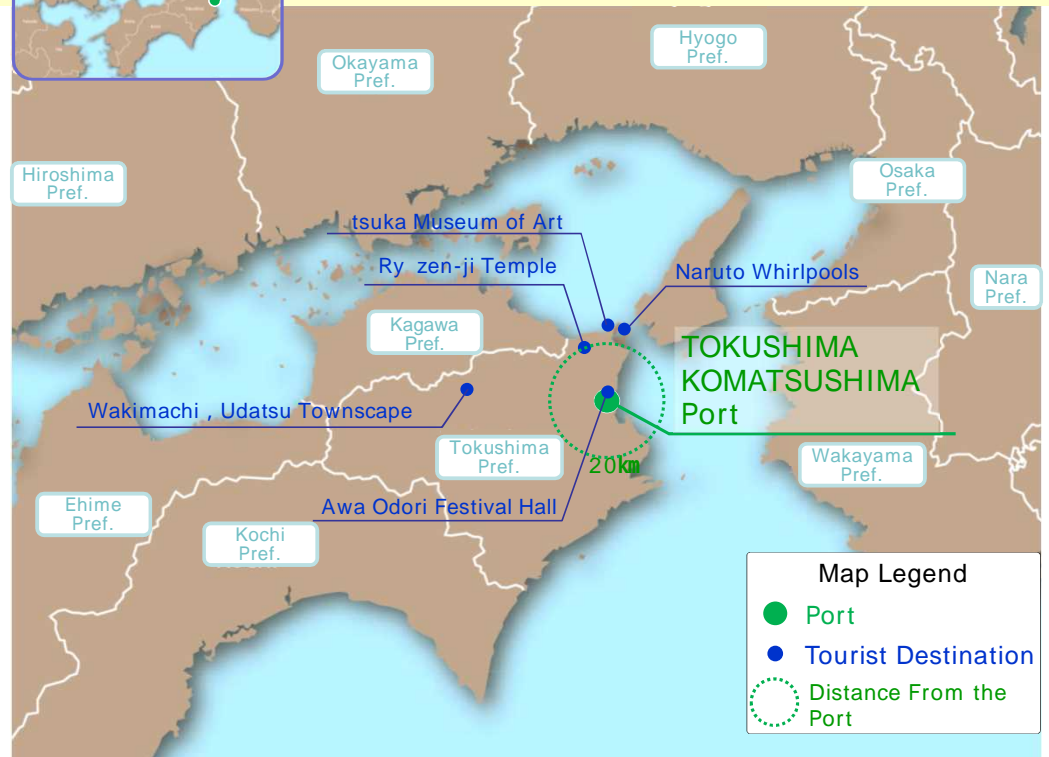 Okayama
Pref.
Hyogo
Pref.
Hiroshima
Pref.
Osaka
Pref.
tsuka Museum of Art
Ry zen-ji Temple
Naruto Whirlpools
Nara
Pref.
Kagawa
Pref.
TOKUSHIMA
KOMATSUSHIMA
Port
Wakimachi , Udatsu Townscape
Tokushima
Pref.
20km
Wakayama
Pref.
Awa Odori Festival Hall
Ehime
Pref.
Kochi
Pref.
Map Legend
Port
Tourist Destination
Distance From the
Port